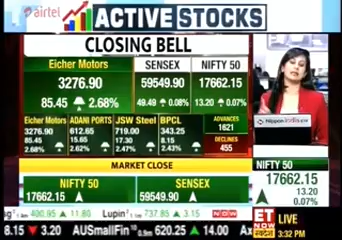 airtel
ACTIVE STOCKS
CLOSING BELL
Eicher Motors SENSEX NIFTY 50
3276.90 59549.90 17662.15
85.45 2.68% 49.49 0.08% 13.20 0.07%
Eicher Motors ADANI PORTS JSW Steel BPCL
3276.90 612.65 719.00 343.25
85.45 15.65 17.30 8.15
2.68% 2.62% 2.47% 2.43%
ADVANCES
1621
DECLINES
455
MARKET CLOSE
NIFTY 50 SENSEX
17662.15 59549.90
NIFTY 50
17662.15
13.20
0.07%
400.95 11.80 Lupin 737.85 3.15 NOW
8.15 3.20 AUSmallFin 620.25 14.00 Ax
ET NOW
LIVE
3:32 PM